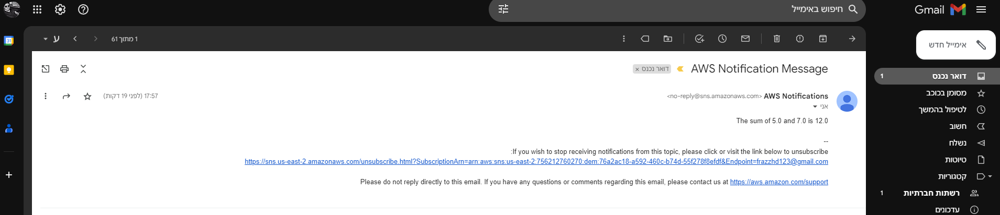 Gmail
חיפוש באימייל
אימייל חדש
דואר נכנס 1
מסומן בכוכב
לטיפול בהמשך
חשוב
נשלח
טיוטות
קטגוריות
רשתות חברתיות 1
עדכונים
1 מתוך 61
ע
AWS Notification Message
דואר נכנס ×
AWS Notifications <no-reply@sns.amazonaws.com>
17:57 (לפני 19 דקות)
אני
The sum of 5.0 and 7.0 is 12.0
--
If you wish to stop receiving notifications from this topic, please click or visit the link below to unsubscribe:
https://sns.us-east-2.amazonaws.com/unsubscribe.html?SubscriptionArn=arn:aws:sns:us-east-2:756212760270:dem:76a2ac18-a592-460c-b74d-55f278f8efdf&Endpoint=frazzhd123@gmail.com
Please do not reply directly to this email. If you have any questions or comments regarding this email, please contact us at https://aws.amazon.com/support
31